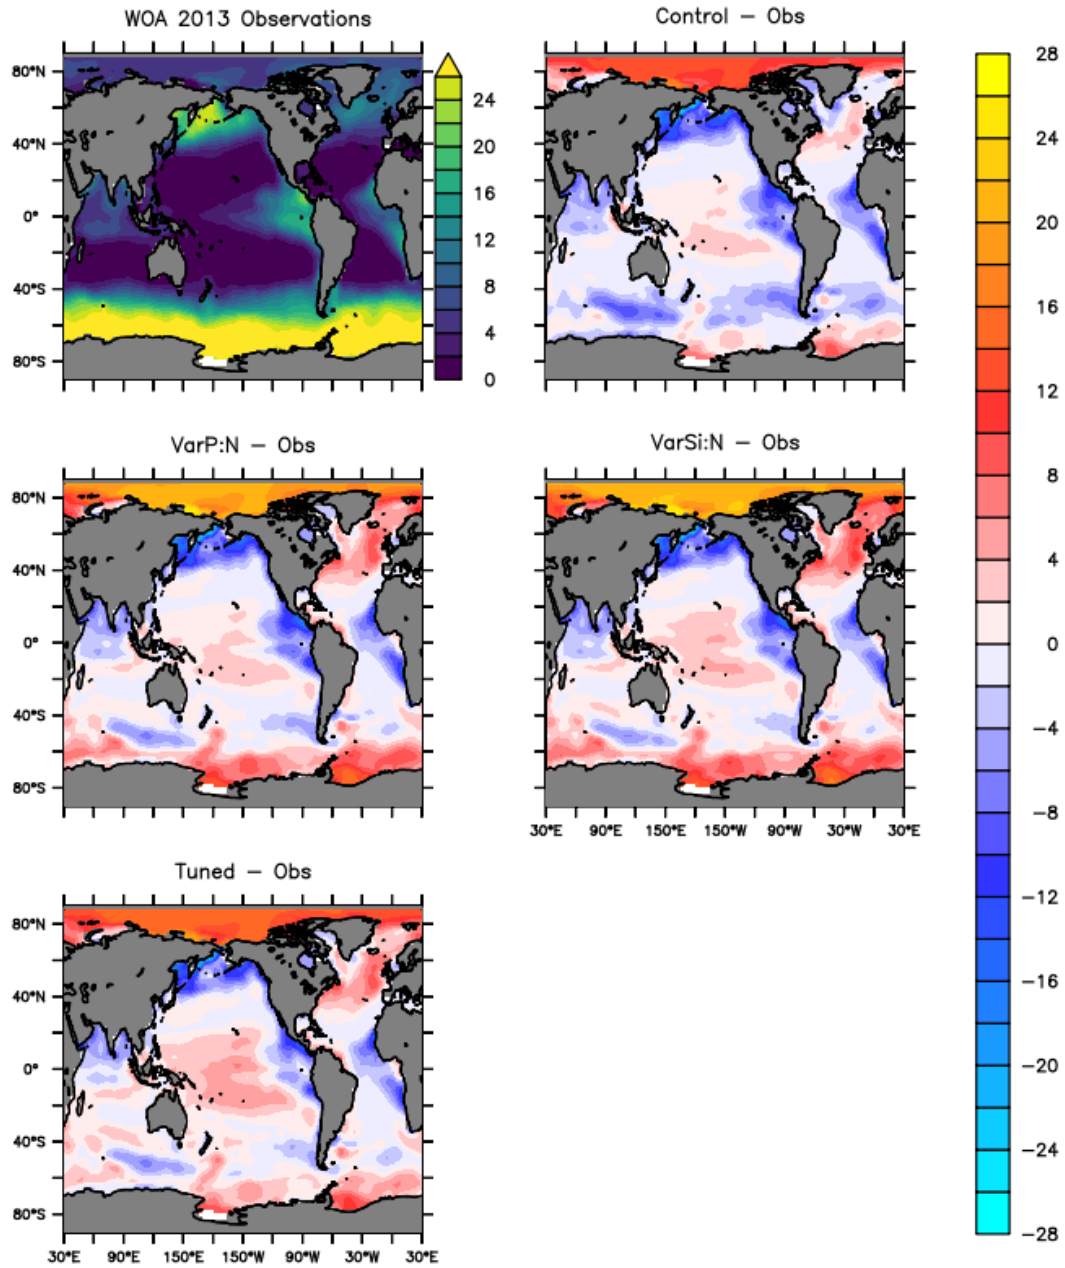 WOA 2013 Observations
Control − Obs
80°N
40°N
0°
40°S
80°S
24
20
16
12
8
4
0
80°N
40°N
0°
40°S
80°S
28
24
20
16
12
8
4
0
−4
−8
−12
−16
−20
−24
−28
VarP:N − Obs
VarSi:N − Obs
80°N
40°N
0°
40°S
80°S
80°N
40°N
0°
40°S
80°S
30°E 90°E 150°E 150°W 90°W 30°W 30°E
Tuned − Obs
80°N
40°N
0°
40°S
80°S
30°E 90°E 150°E 150°W 90°W 30°W 30°E